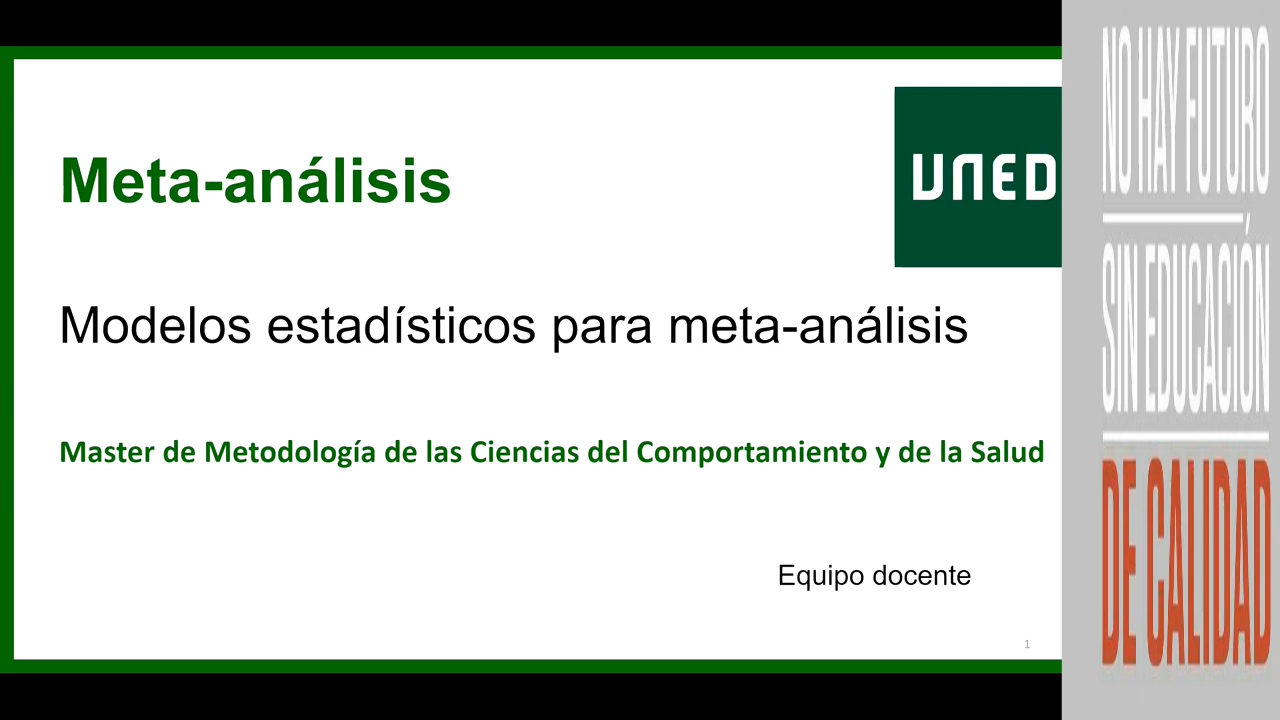 Meta-análisis
UNED
Modelos estadísticos para meta-análisis
Master de Metodología de las Ciencias del Comportamiento y de la Salud
Equipo docente
1
NO HAY FUTURO
SIN EDUCACIÓN
DE CALIDAD